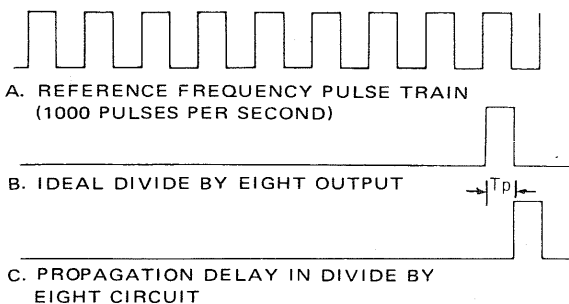 A. REFERENCE FREQUENCY PULSE TRAIN
(1000 PULSES PER SECOND)
B. IDEAL DIVIDE BY EIGHT OUTPUT
Tp
C. PROPAGATION DELAY IN DIVIDE BY
EIGHT CIRCUIT